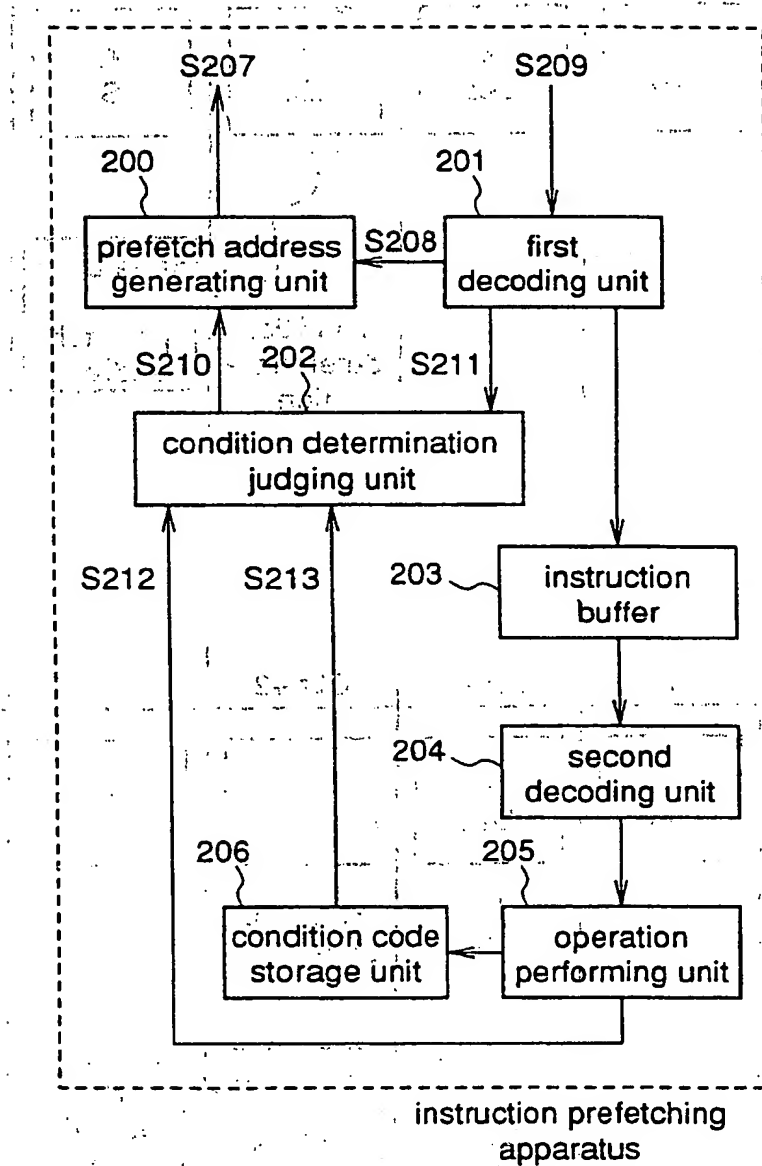 S207
S209
200
201
prefetch address
generating unit
S208
first
decoding unit
S210
202
S211
condition determination
judging unit
S212
S213
203
instruction
buffer
204
second
decoding unit
206
205
condition code
storage unit
operation
performing unit
instruction prefetching
apparatus